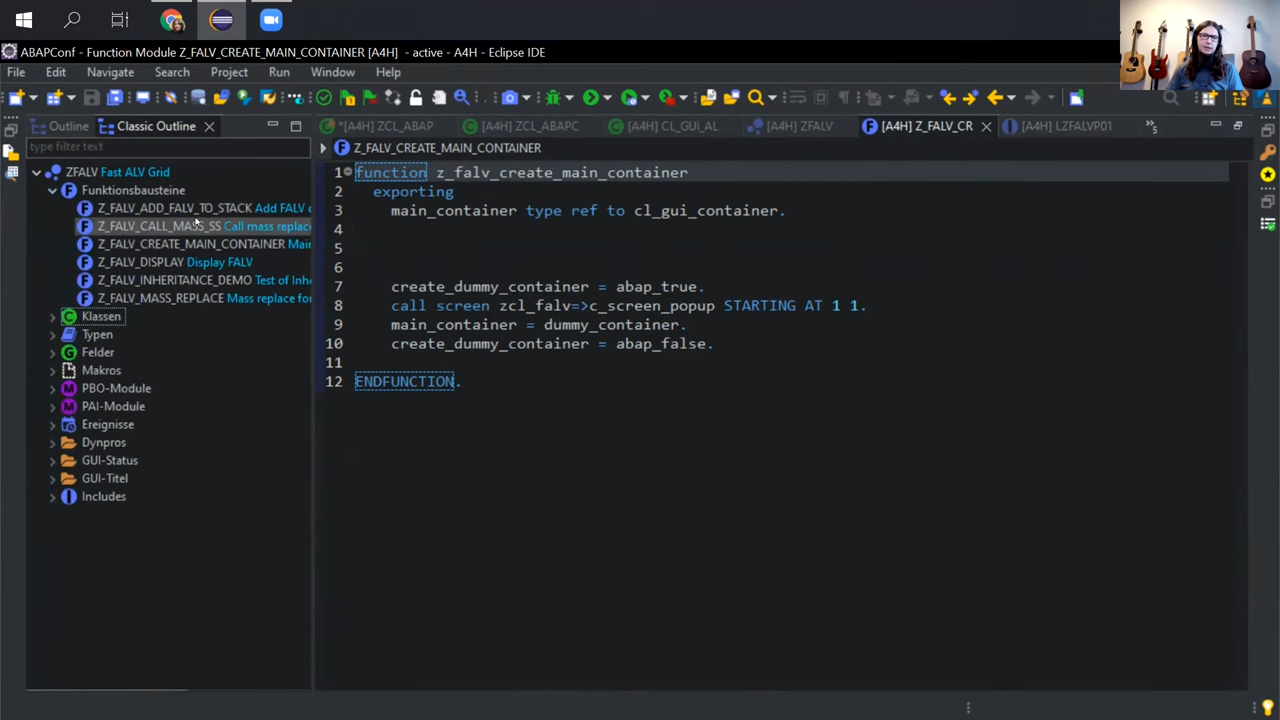 ABAPConf - Function Module Z_FALV_CREATE_MAIN_CONTAINER [A4H] - active - A4H - Eclipse IDE
File Edit Navigate Search Project Run Window Help
Outline Classic Outline *[A4H] ZCL_ABAP [A4H] ZCL_ABAPC [A4H] CL_GUI_AL [A4H] ZFALV [A4H] Z_FALV_CR [A4H] LZFALVP01 »5
type filter text
Z_FALV_CREATE_MAIN_CONTAINER
ZFALV Fast ALV Grid
Funktionsbausteine
Z_FALV_ADD_FALV_TO_STACK Add FALV
Z_FALV_CALL_MASS_SS Call mass replac
Z_FALV_CREATE_MAIN_CONTAINER Mai
Z_FALV_DISPLAY Display FALV
Z_FALV_INHERITANCE_DEMO Test of Inh
Z_FALV_MASS_REPLACE Mass replace fo
Klassen
Typen
Felder
Makros
PBO-Module
PAI-Module
Ereignisse
Dynpros
GUI-Status
GUI-Titel
Includes
1 function z_falv_create_main_container
2 exporting
3 main_container type ref to cl_gui_container.
4
5
6
7 create_dummy_container = abap_true.
8 call screen zcl_falv=>c_screen_popup STARTING AT 1 1.
9 main_container = dummy_container.
10 create_dummy_container = abap_false.
11
12 ENDFUNCTION.